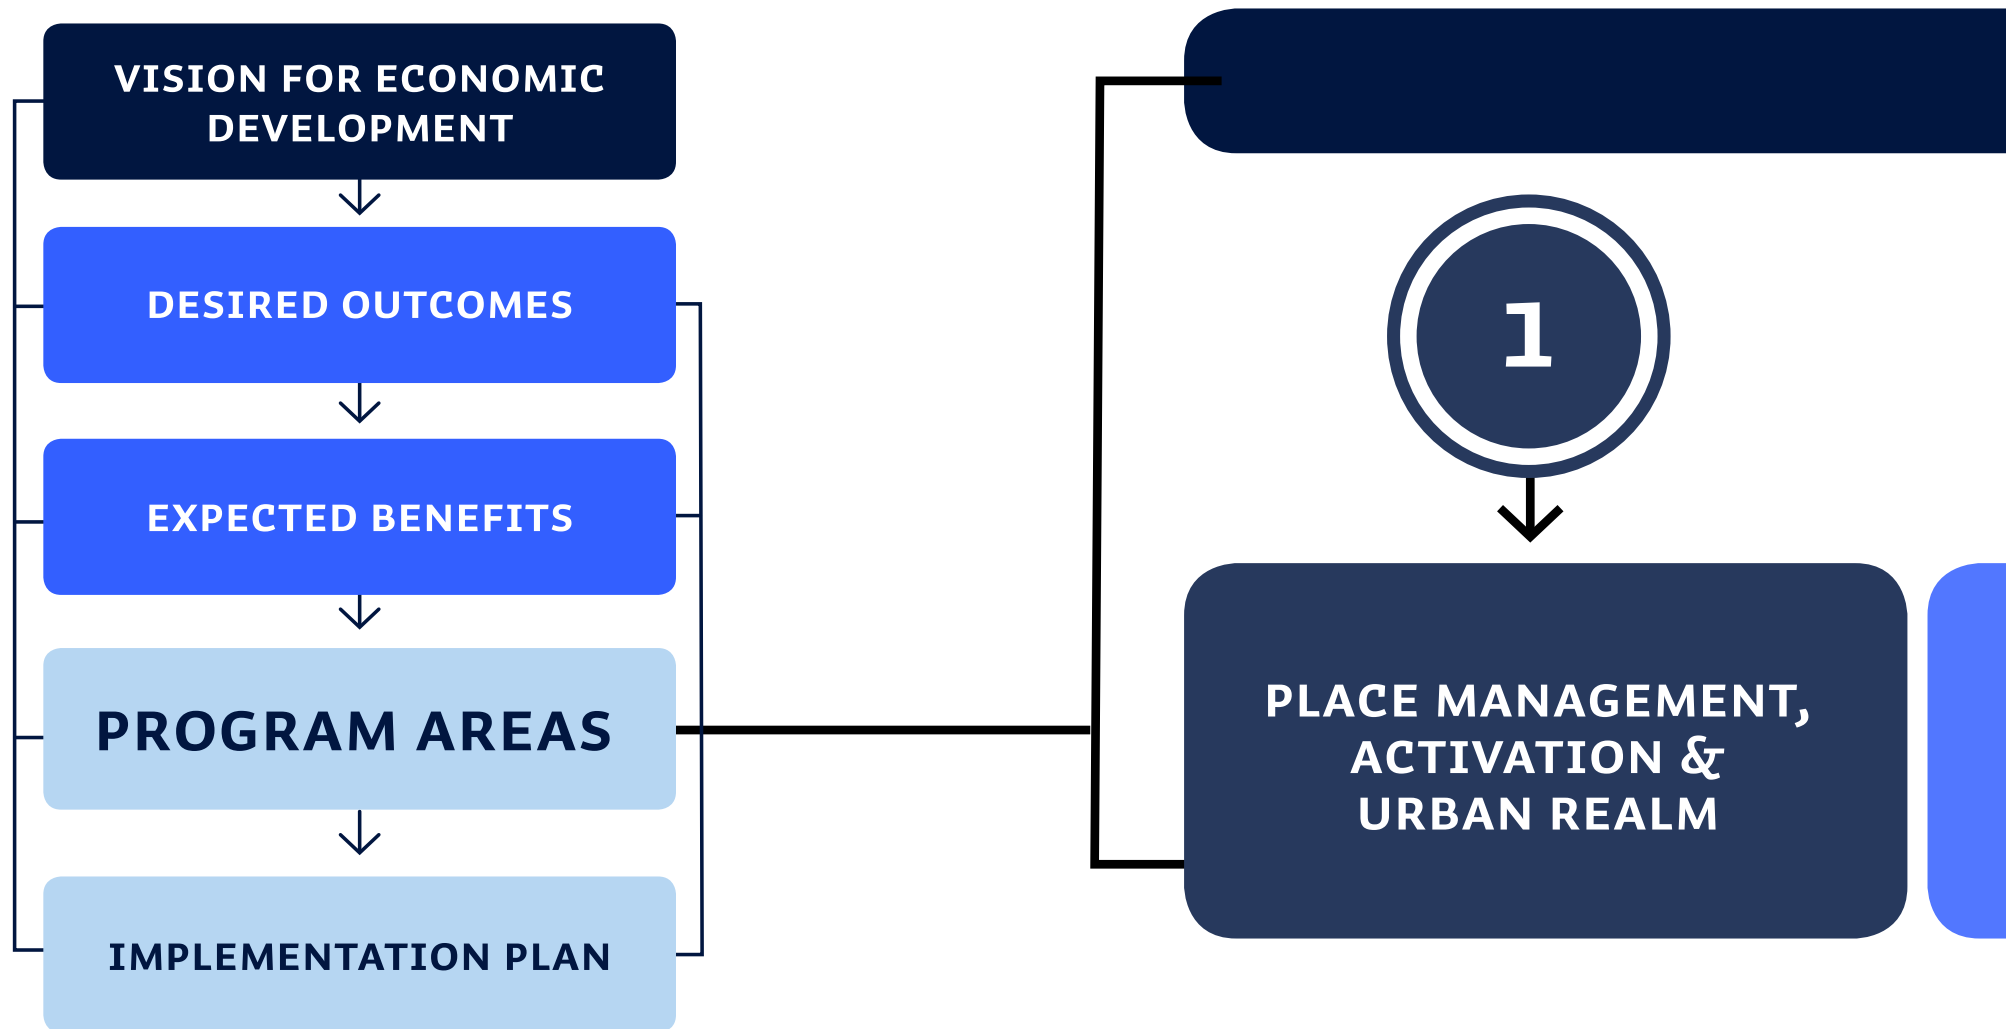 VISION FOR ECONOMIC
DEVELOPMENT
DESIRED OUTCOMES
EXPECTED BENEFITS
PROGRAM AREAS
IMPLEMENTATION PLAN
1
PLACE MANAGEMENT,
ACTIVATION &
URBAN REALM